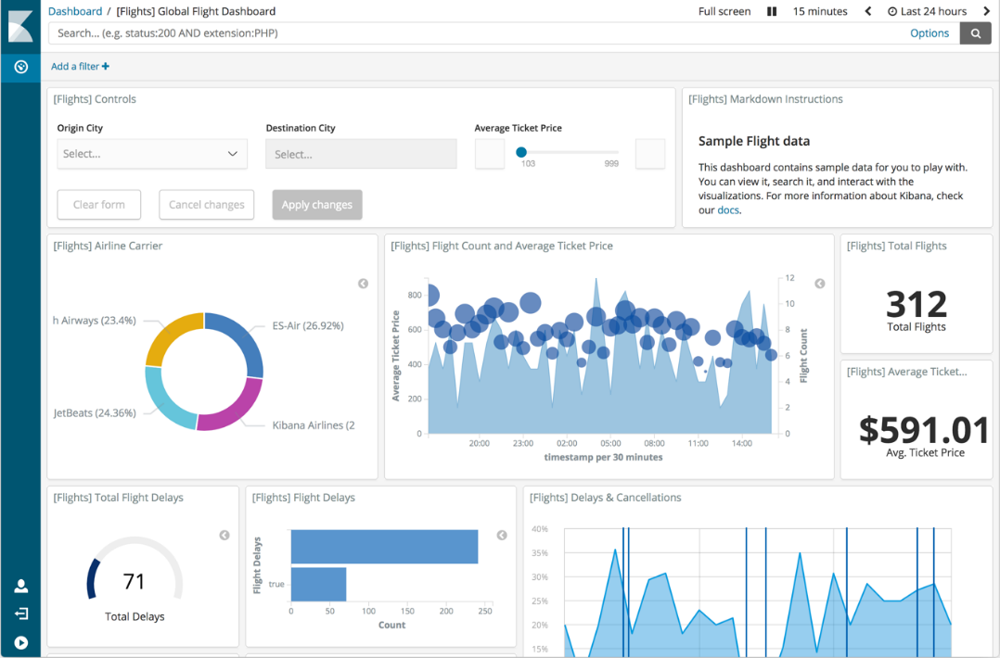 Dashboard / [Flights] Global Flight Dashboard
Full screen 15 minutes Last 24 hours
Search... (e.g. status:200 AND extension:PHP)
Options
Add a filter +
[Flights] Controls
Origin City
Destination City
Average Ticket Price
Select...
Select...
103
999
Clear form
Cancel changes
Apply changes
[Flights] Markdown Instructions
Sample Flight data
This dashboard contains sample data for you to play with.
You can view it, search it, and interact with the
visualizations. For more information about Kibana, check
our docs.
[Flights] Airline Carrier
h Airways (23.4%)
ES-Air (26.92%)
JetBeats (24.36%)
Kibana Airlines (2
[Flights] Flight Count and Average Ticket Price
Average Ticket Price
800
600
400
200
0
12
10
8
6
4
2
0
Flight Count
20:00
23:00
02:00
05:00
08:00
11:00
14:00
timestamp per 30 minutes
[Flights] Total Flights
312
Total Flights
[Flights] Average Ticket...
$591.01
Avg. Ticket Price
[Flights] Total Flight Delays
71
Total Delays
[Flights] Flight Delays
Flight Delays
true
0
50
100
150
200
250
Count
[Flights] Delays & Cancellations
40%
35%
30%
25%
20%
15%